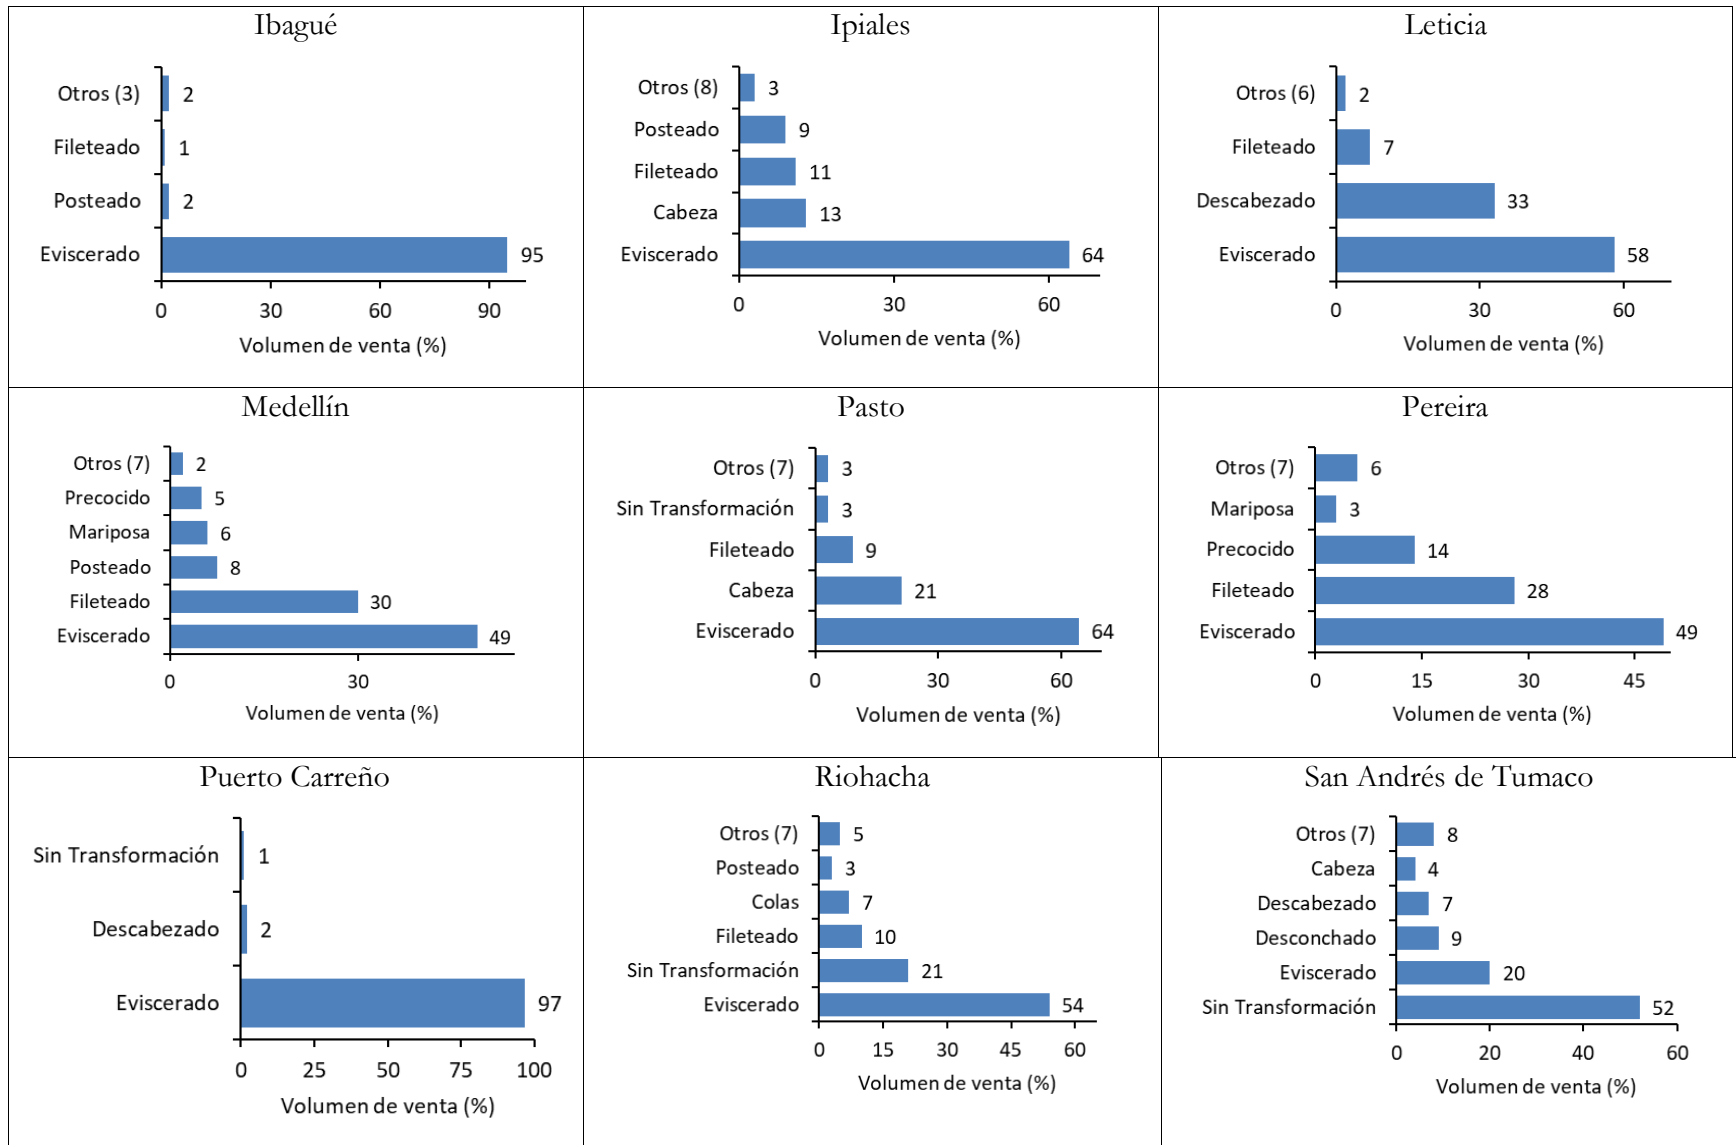 Ibagué
Otros (3) 2
Fileteado 1
Posteado 2
Eviscerado 95
0 30 60 90
Volumen de venta (%)
Ipiales
Otros (8) 3
Posteado 9
Fileteado 11
Cabeza 13
Eviscerado 64
0 30 60
Volumen de venta (%)
Leticia
Otros (6) 2
Fileteado 7
Descabezado 33
Eviscerado 58
0 30 60
Volumen de venta (%)
Medellín
Otros (7) 2
Precocido 5
Mariposa 6
Posteado 8
Fileteado 30
Eviscerado 49
0 30
Volumen de venta (%)
Pasto
Otros (7) 3
Sin Transformación 3
Fileteado 9
Cabeza 21
Eviscerado 64
0 30 60
Volumen de venta (%)
Pereira
Otros (7) 6
Mariposa 3
Precocido 14
Fileteado 28
Eviscerado 49
0 15 30 45
Volumen de venta (%)
Puerto Carreño
Sin Transformación 1
Descabezado 2
Eviscerado 97
0 25 50 75 100
Volumen de venta (%)
Riohacha
Otros (7) 5
Posteado 3
Colas 7
Fileteado 10
Sin Transformación 21
Eviscerado 54
0 15 30 45 60
Volumen de venta (%)
San Andrés de Tumaco
Otros (7) 8
Cabeza 4
Descabezado 7
Desconchado 9
Eviscerado 20
Sin Transformación 52
0 20 40 60
Volumen de venta (%)